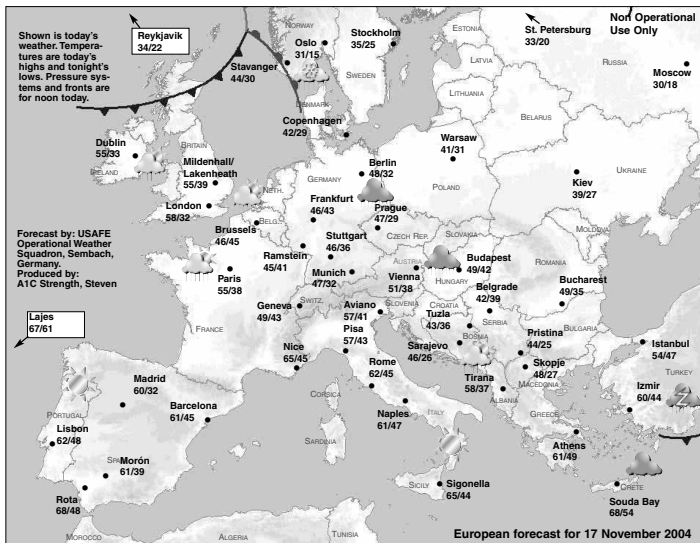 Shown is today's
weather. Tempera-
tures are today's
highs and tonight's
lows. Pressure sys-
tems and fronts are
for noon today.
Reykjavik
34/22
NORWAY
Oslo
31/15
Stockholm
35/25
Stavanger
44/30
SWEDEN
ESTONIA
LATVIA
LITHUANIA
St. Petersburg
33/20
Non Operational
Use Only
RUSSIA
Moscow
30/18
DENMARK
Copenhagen
42/29
BELARUS
Dublin
55/33
IRELAND
BRITAIN
Mildenhall/
Lakenheath
55/39
London
58/32
NETH.
GERMANY
Berlin
48/32
Warsaw
41/31
POLAND
Kiev
39/27
UKRAINE
Frankfurt
46/43
Prague
47/29
Brussels
46/45
BELG.
Stuttgart
46/36
CZECH REP.
SLOVAKIA
MOLDOVA
Forecast by: USAFE
Operational Weather
Squadron, Sembach,
Germany.
Produced by:
A1C Strength, Steven
Ramstein
45/41
Paris
55/38
Munich
47/32
AUSTRIA
Vienna
51/38
Budapest
49/42
HUNGARY
ROMANIA
Bucharest
49/35
Belgrade
42/39
Lajes
67/61
FRANCE
Geneva
49/43
SWITZ.
Aviano
57/41
SLOVENIA
CROATIA
Tuzla
43/36
BOSNIA
SERBIA
Pisa
57/43
Sarajevo
46/26
Pristina
44/25
BULGARIA
Istanbul
54/47
Nice
65/45
Rome
62/45
Skopje
48/27
MACEDONIA
Tirana
58/37
ALBANIA
TURKEY
Izmir
60/44
Madrid
60/32
Barcelona
61/45
CORSICA
Naples
61/47
ITALY
GREECE
PORTUGAL
Lisbon
62/48
SPAIN
Morón
61/39
SARDINIA
Athens
61/49
Rota
68/48
SICILY
Sigonella
65/44
CRETE
Souda Bay
68/54
MOROCCO
ALGERIA
TUNISIA
European forecast for 17 November 2004